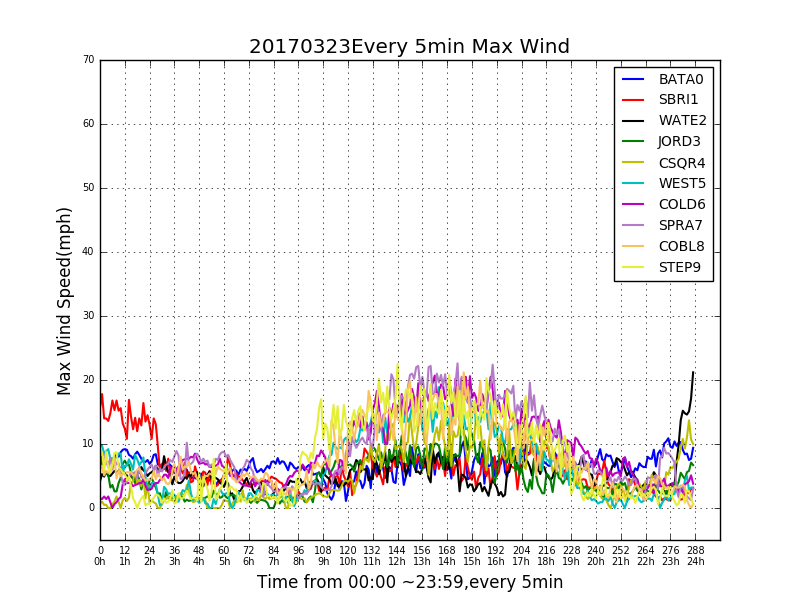 20170323Every 5min Max Wind
70
60
50
40
30
20
10
0
Max Wind Speed(mph)
BATA0
SBRI1
WATE2
JORD3
CSQR4
WEST5
COLD6
SPRA7
COBL8
STEP9
0 12 24 36 48 60 72 84 96 108 120 132 144 156 168 180 192 204 216 228 240 252 264 276 288
0h 1h 2h 3h 4h 5h 6h 7h 8h 9h 10h 11h 12h 13h 14h 15h 16h 17h 18h 19h 20h 21h 22h 23h 24h
Time from 00:00 ~23:59,every 5min